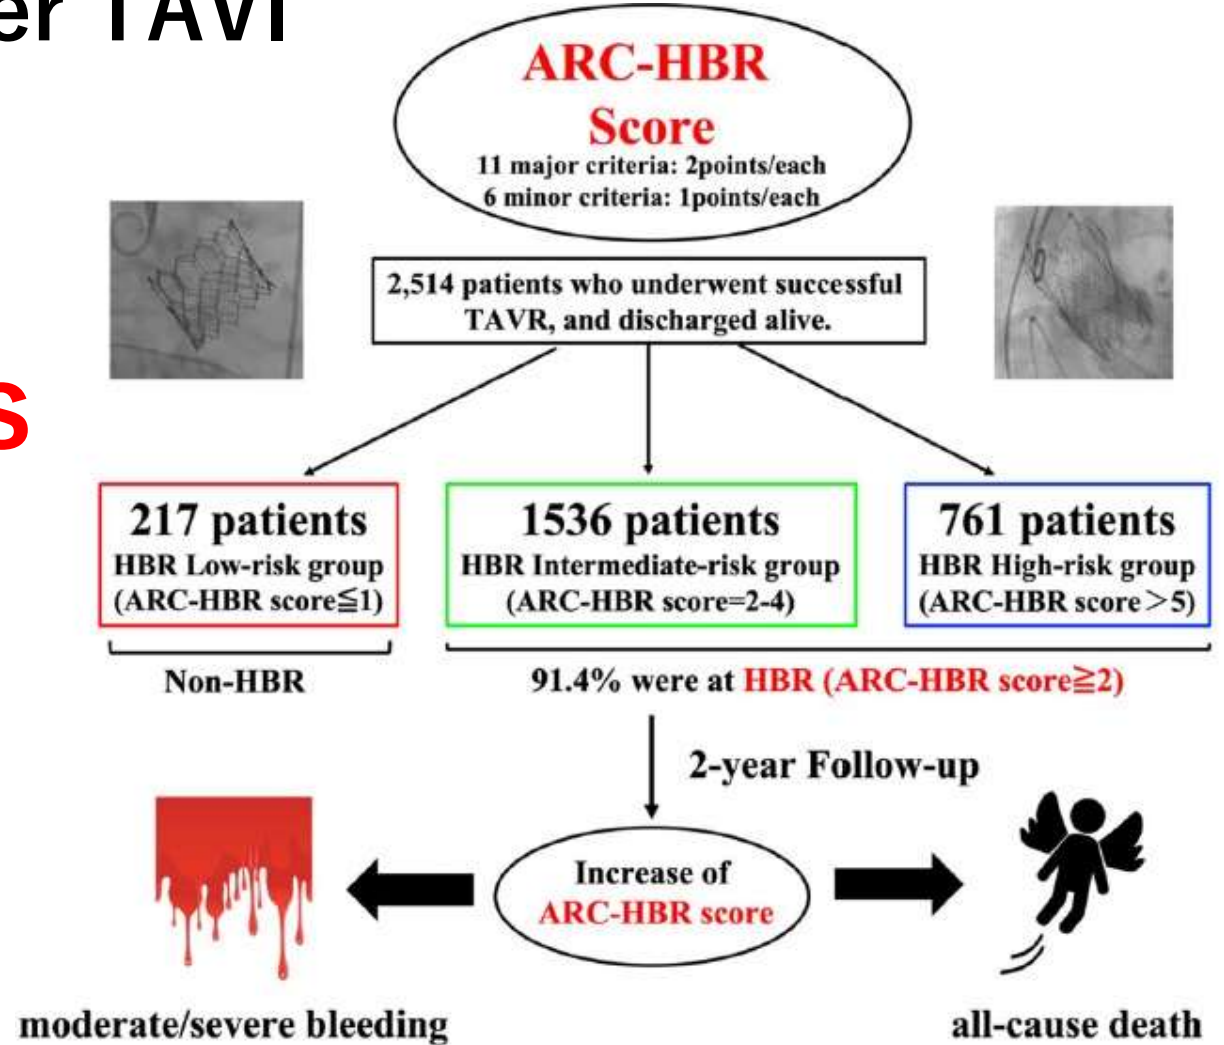 er TAVI
ARC-HBR
Score
11 major criteria: 2points/each
6 minor criteria: 1points/each
2,514 patients who underwent successful
TAVR, and discharged alive.
s
217 patients
HBR Low-risk group
(ARC-HBR score≦1)
1536 patients
HBR Intermediate-risk group
(ARC-HBR score=2-4)
761 patients
HBR High-risk group
(ARC-HBR score>5)
Non-HBR
91.4% were at HBR (ARC-HBR score≧2)
2-year Follow-up
Increase of
ARC-HBR score
moderate/severe bleeding
all-cause death